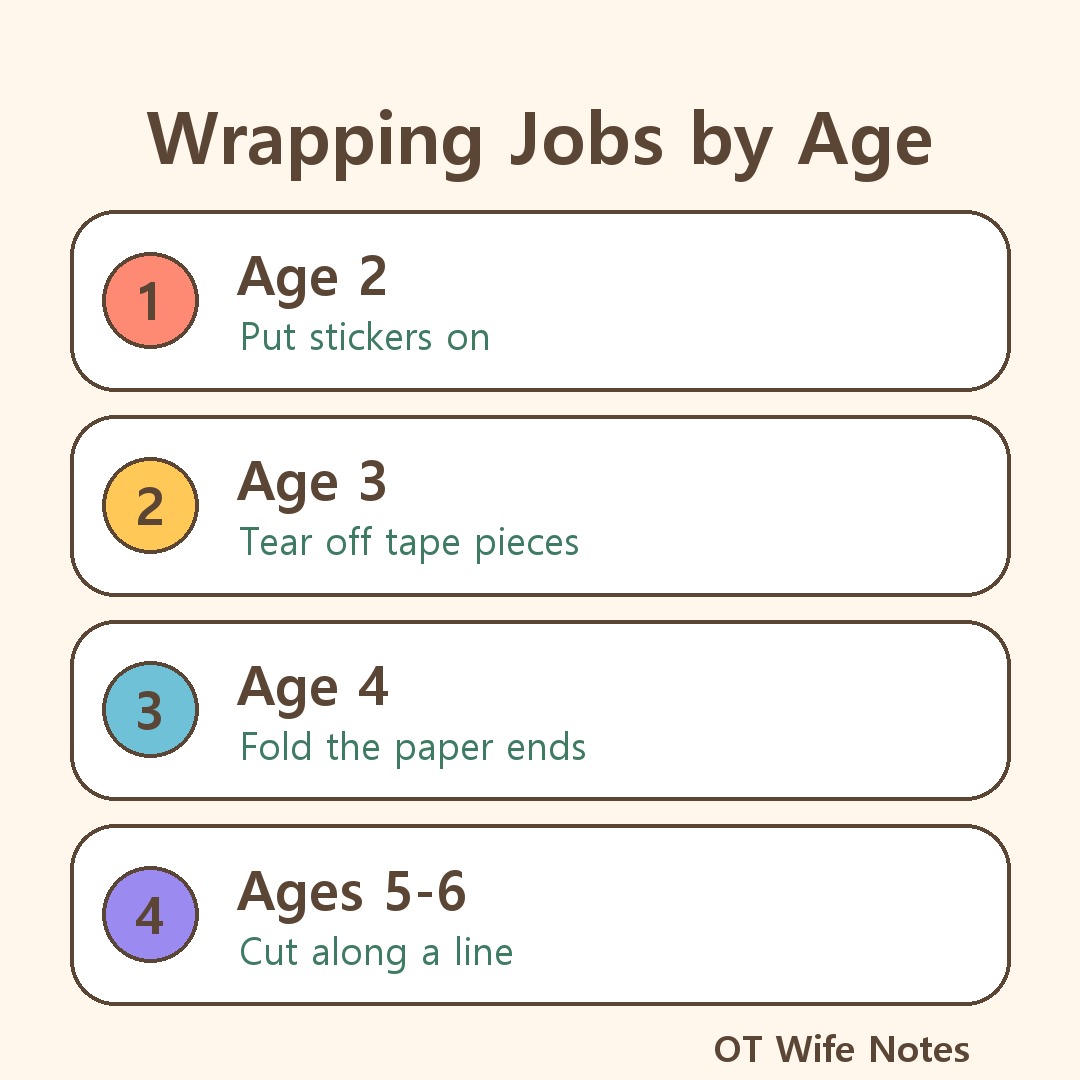 Wrapping Jobs by Age
1
Age 2
Put stickers on
2
Age 3
Tear off tape pieces
3
Age 4
Fold the paper ends
4
Ages 5-6
Cut along a line
OT Wife Notes